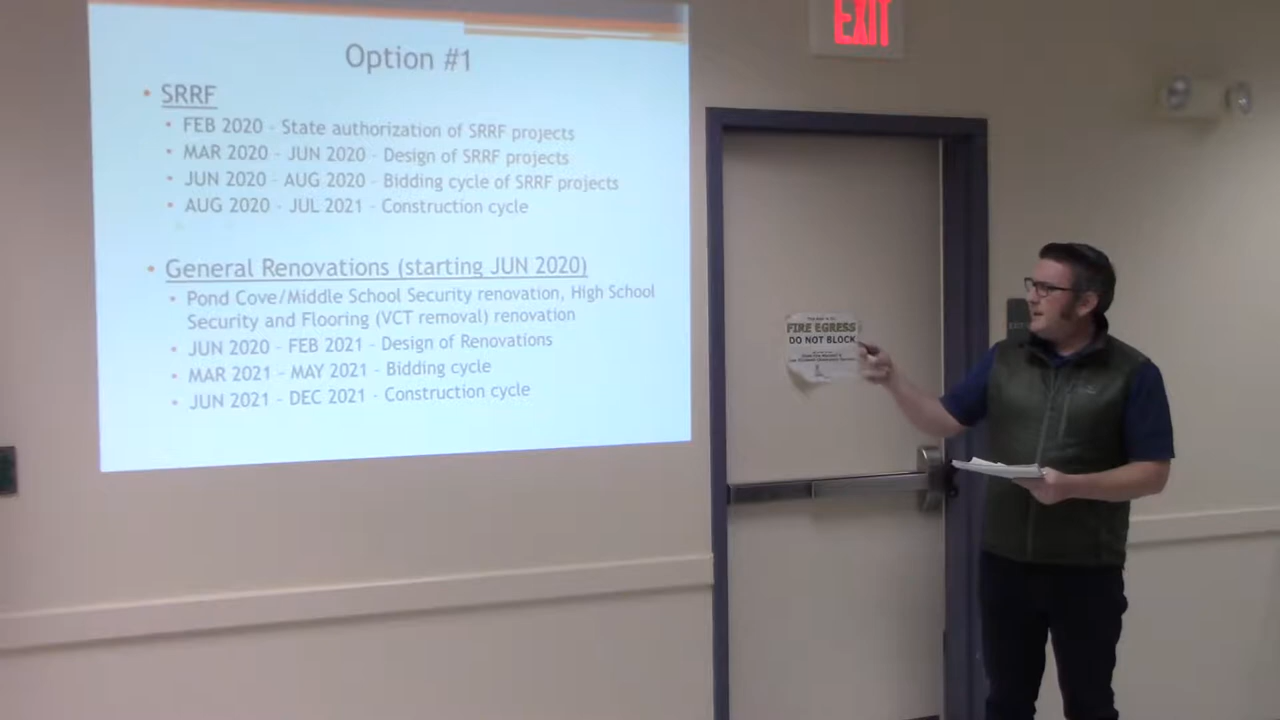 EXIT
Option #1
• SRRF
• FEB 2020 - State authorization of SRRF projects
• MAR 2020 - JUN 2020 - Design of SRRF projects
• JUN 2020 - AUG 2020 - Bidding cycle of SRRF projects
• AUG 2020 - JUL 2021 - Construction cycle
• General Renovations (starting JUN 2020)
• Pond Cove/Middle School Security renovation, High School
Security and Flooring (VCT removal) renovation
• JUN 2020 - FEB 2021 - Design of Renovations
• MAR 2021 - MAY 2021 - Bidding cycle
• JUN 2021 - DEC 2021 - Construction cycle
FIRE EGRESS
DO NOT BLOCK